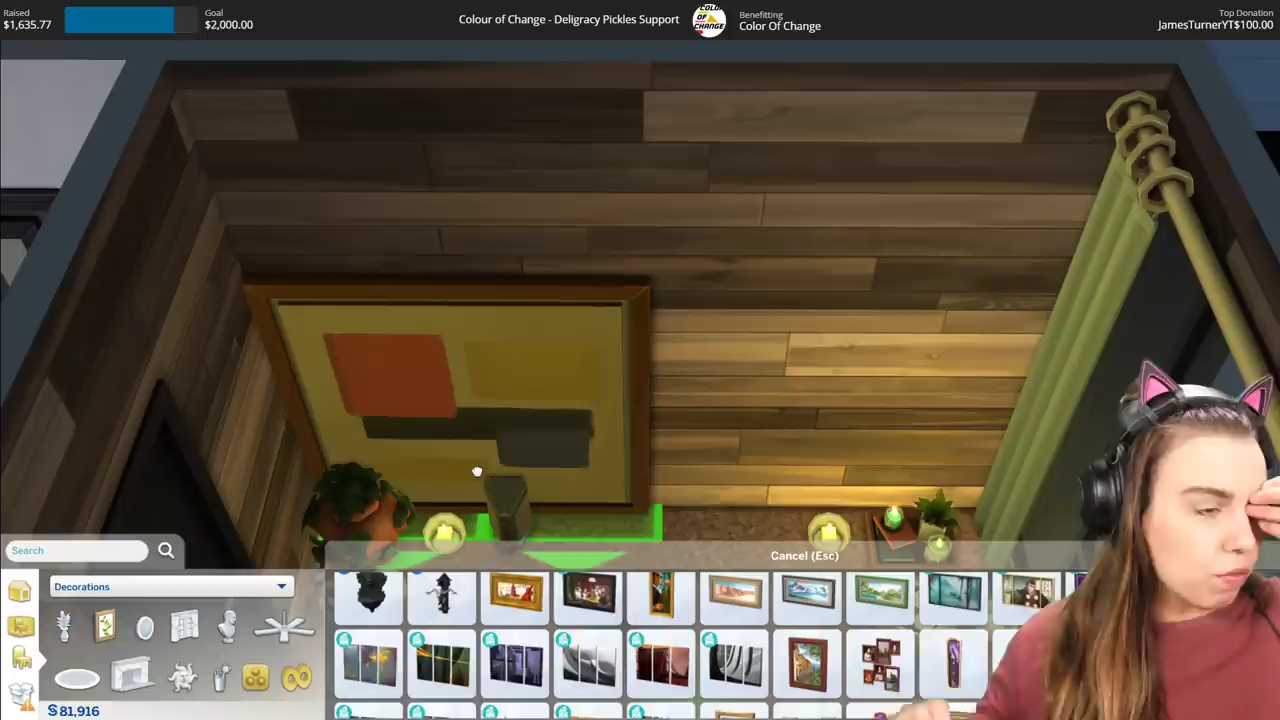 Raised
$1,635.77
Goal
$2,000.00
Colour of Change - Deligracy Pickles Support
COLOR
OF
CHANGE
Benefitting
Color Of Change
Top Donation
JamesTurnerYT$100.00
Search
Decorations
Cancel (Esc)
§81,916